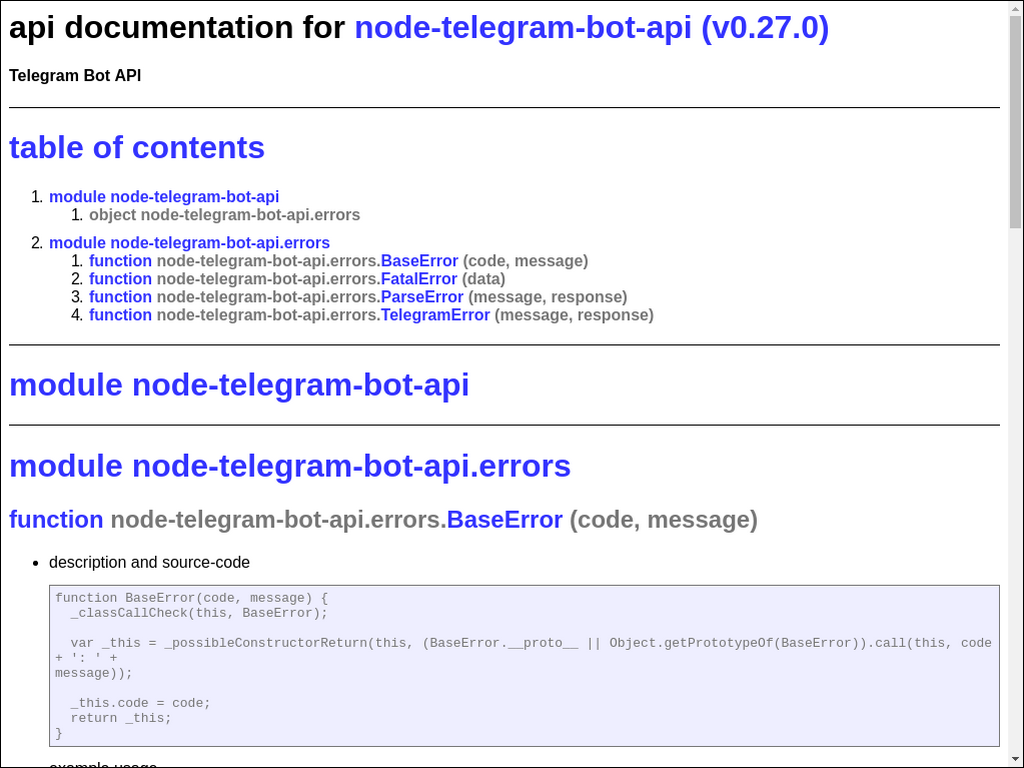 api documentation for node-telegram-bot-api (v0.27.0)
Telegram Bot API
table of contents
1. module node-telegram-bot-api
1. object node-telegram-bot-api.errors
2. module node-telegram-bot-api.errors
1. function node-telegram-bot-api.errors.BaseError (code, message)
2. function node-telegram-bot-api.errors.FatalError (data)
3. function node-telegram-bot-api.errors.ParseError (message, response)
4. function node-telegram-bot-api.errors.TelegramError (message, response)
module node-telegram-bot-api
module node-telegram-bot-api.errors
function node-telegram-bot-api.errors.BaseError (code, message)
• description and source-code
function BaseError(code, message) {
  _classCallCheck(this, BaseError);
  var _this = _possibleConstructorReturn(this, (BaseError.__proto__ || Object.getPrototypeOf(BaseError)).call(this, code
+ ': ' +
message));
  _this.code = code;
  return _this;
}
example usage